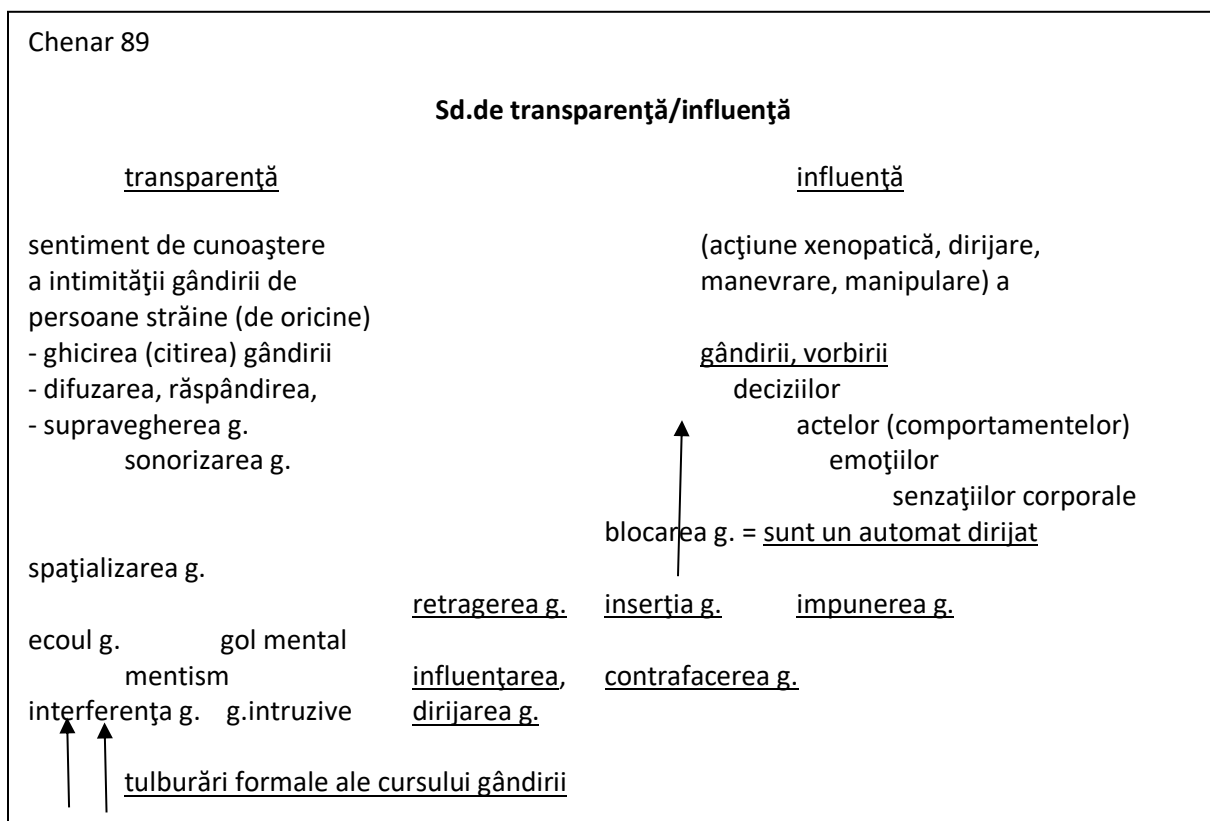 Chenar 89
Sd.de transparenţă/influenţă
transparenţă influenţă
sentiment de cunoaştere (acţiune xenopatică, dirijare,
a intimităţii gândirii de manevrare, manipulare) a
persoane străine (de oricine)
- ghicirea (citirea) gândirii gândirii, vorbirii
- difuzarea, răspândirea, deciziilor
- supravegherea g. actelor (comportamentelor)
sonorizarea g. emoţiilor
senzaţiilor corporale
blocarea g. = sunt un automat dirijat
spaţializarea g.
retragerea g. inserţia g. impunerea g.
ecoul g. gol mental
mentism influenţarea, contrafacerea g.
interferenţa g. g.intruzive dirijarea g.
tulburări formale ale cursului gândirii